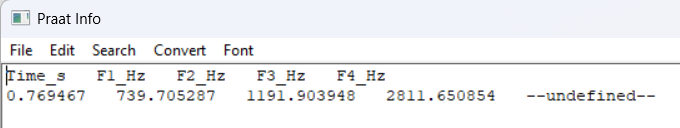 Praat Info
File Edit Search Convert Font
Time_s F1_Hz F2_Hz F3_Hz F4_Hz
0.769467 739.705287 1191.903948 2811.650854 --undefined--